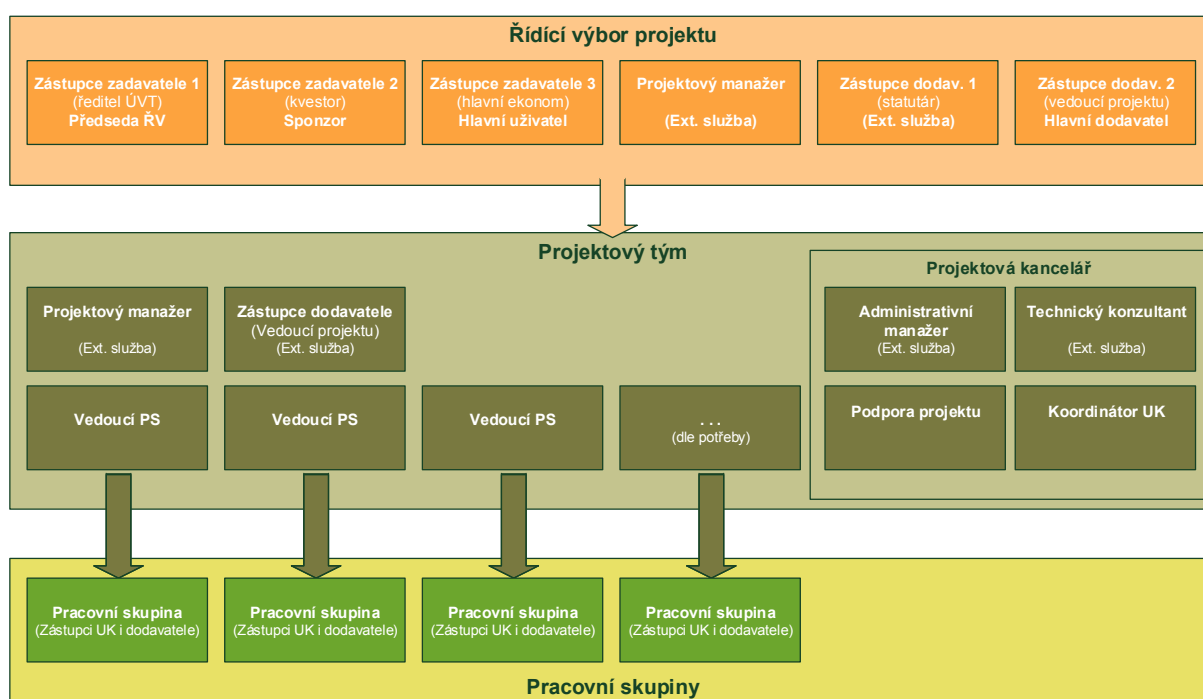 Řídící výbor projektu
Zástupce zadavatele 1
(ředitel ÚVT)
Předseda ŘV
Zástupce zadavatele 2
(kvestor)
Sponzor
Zástupce zadavatele 3
(hlavní ekonom)
Hlavní uživatel
Projektový manažer
(Ext. služba)
Zástupce dodav. 1
(statutár)
(Ext. služba)
Zástupce dodav. 2
(vedoucí projektu)
Hlavní dodavatel
Projektový tým
Projektový manažer
(Ext. služba)
Zástupce dodavatele
(Vedoucí projektu)
(Ext. služba)
Vedoucí PS
Vedoucí PS
Vedoucí PS
. . .
(dle potřeby)
Projektová kancelář
Administrativní
manažer
(Ext. služba)
Technický konzultant
(Ext. služba)
Podpora projektu
Koordinátor UK
Pracovní skupina
(Zástupci UK i dodavatele)
Pracovní skupina
(Zástupci UK i dodavatele)
Pracovní skupina
(Zástupci UK i dodavatele)
Pracovní skupina
(Zástupci UK i dodavatele)
Pracovní skupiny